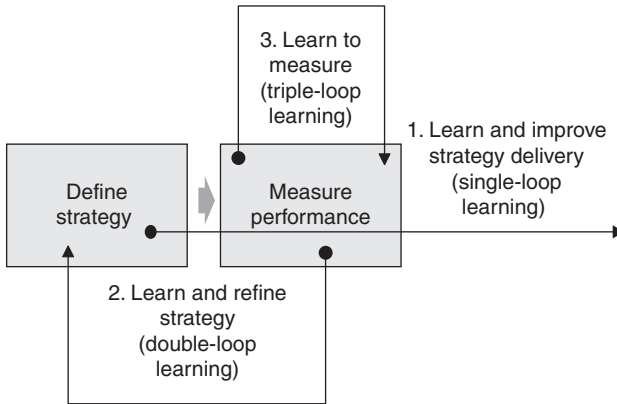 3. Learn to
measure
(triple-loop
learning)
1. Learn and improve
strategy delivery
(single-loop
learning)
Define
strategy
Measure
performance
2. Learn and refine
strategy
(double-loop
learning)